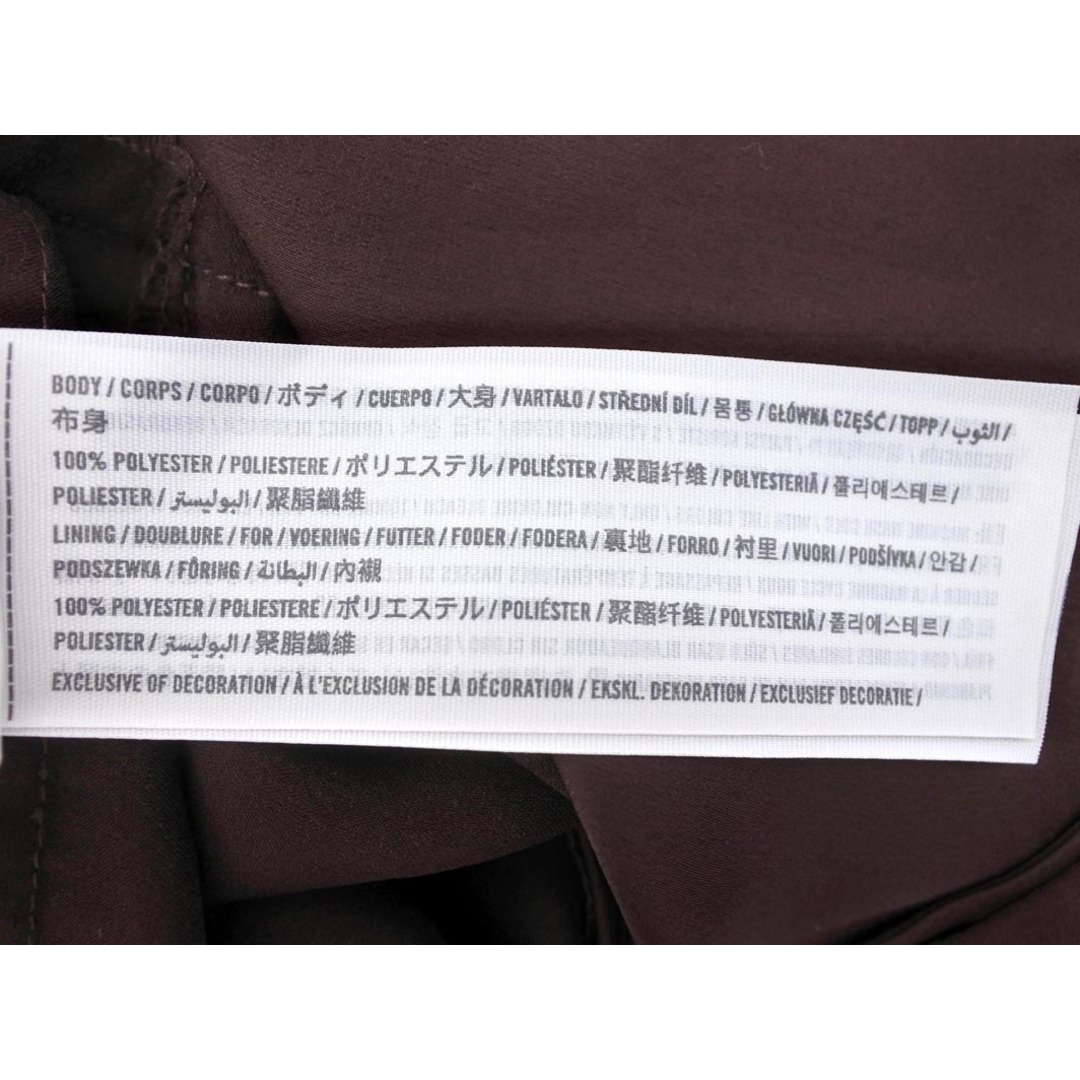 BODY / CORPS / CORPO / ボディ / CUERPO / 大身 / VARTALO / STŘEDNÍ DÍL / 몸통 / GŁÓWNA CZĘŚĆ / TOPP / الثوب /
布身
100% POLYESTER / POLIESTERE / ポリエステル / POLIÉSTER / 聚酯纤维 / POLYESTERIÄ / 폴리에스테르 /
POLIESTER / البوليستر / 聚脂纖維
LINING / DOUBLURE / FOR / VOERING / FUTTER / FODER / FODERA / 裏地 / FORRO / 衬里 / VUORI / PODŠÍVKA / 안감 /
PODSZEWKA / FÔRING / البطانة / 內襯
100% POLYESTER / POLIESTERE / ポリエステル / POLIÉSTER / 聚酯纤维 / POLYESTERIÄ / 폴리에스테르 /
POLIESTER / البوليستر / 聚脂纖維
EXCLUSIVE OF DECORATION / À L'EXCLUSION DE LA DÉCORATION / EKSKL. DEKORATION / EXCLUSIEF DECORATIE /